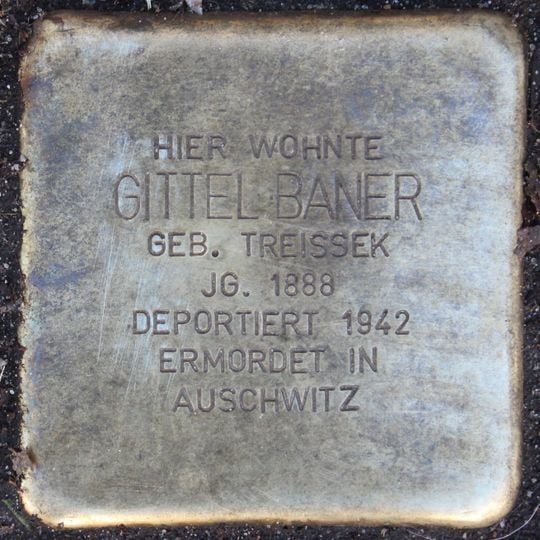 HIER WOHNTE
GITTEL BANER
GEB. TREISSEK
JG. 1888
DEPORTIERT 1942
ERMORDET IN
AUSCHWITZ